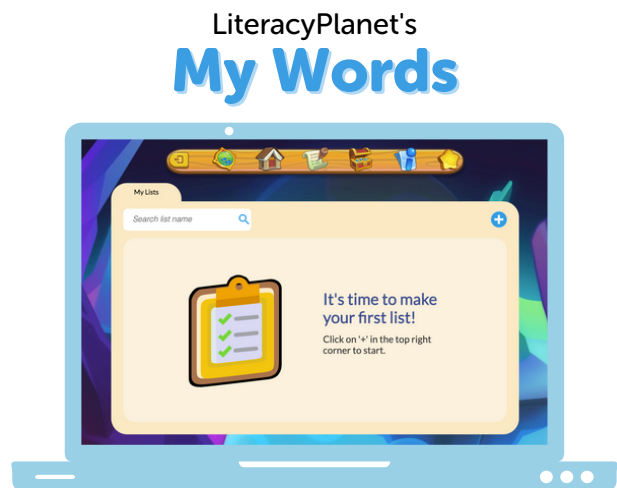 LiteracyPlanet's
My Words
My Lists
Search list name
It's time to make
your first list!
Click on '+' in the top right
corner to start.